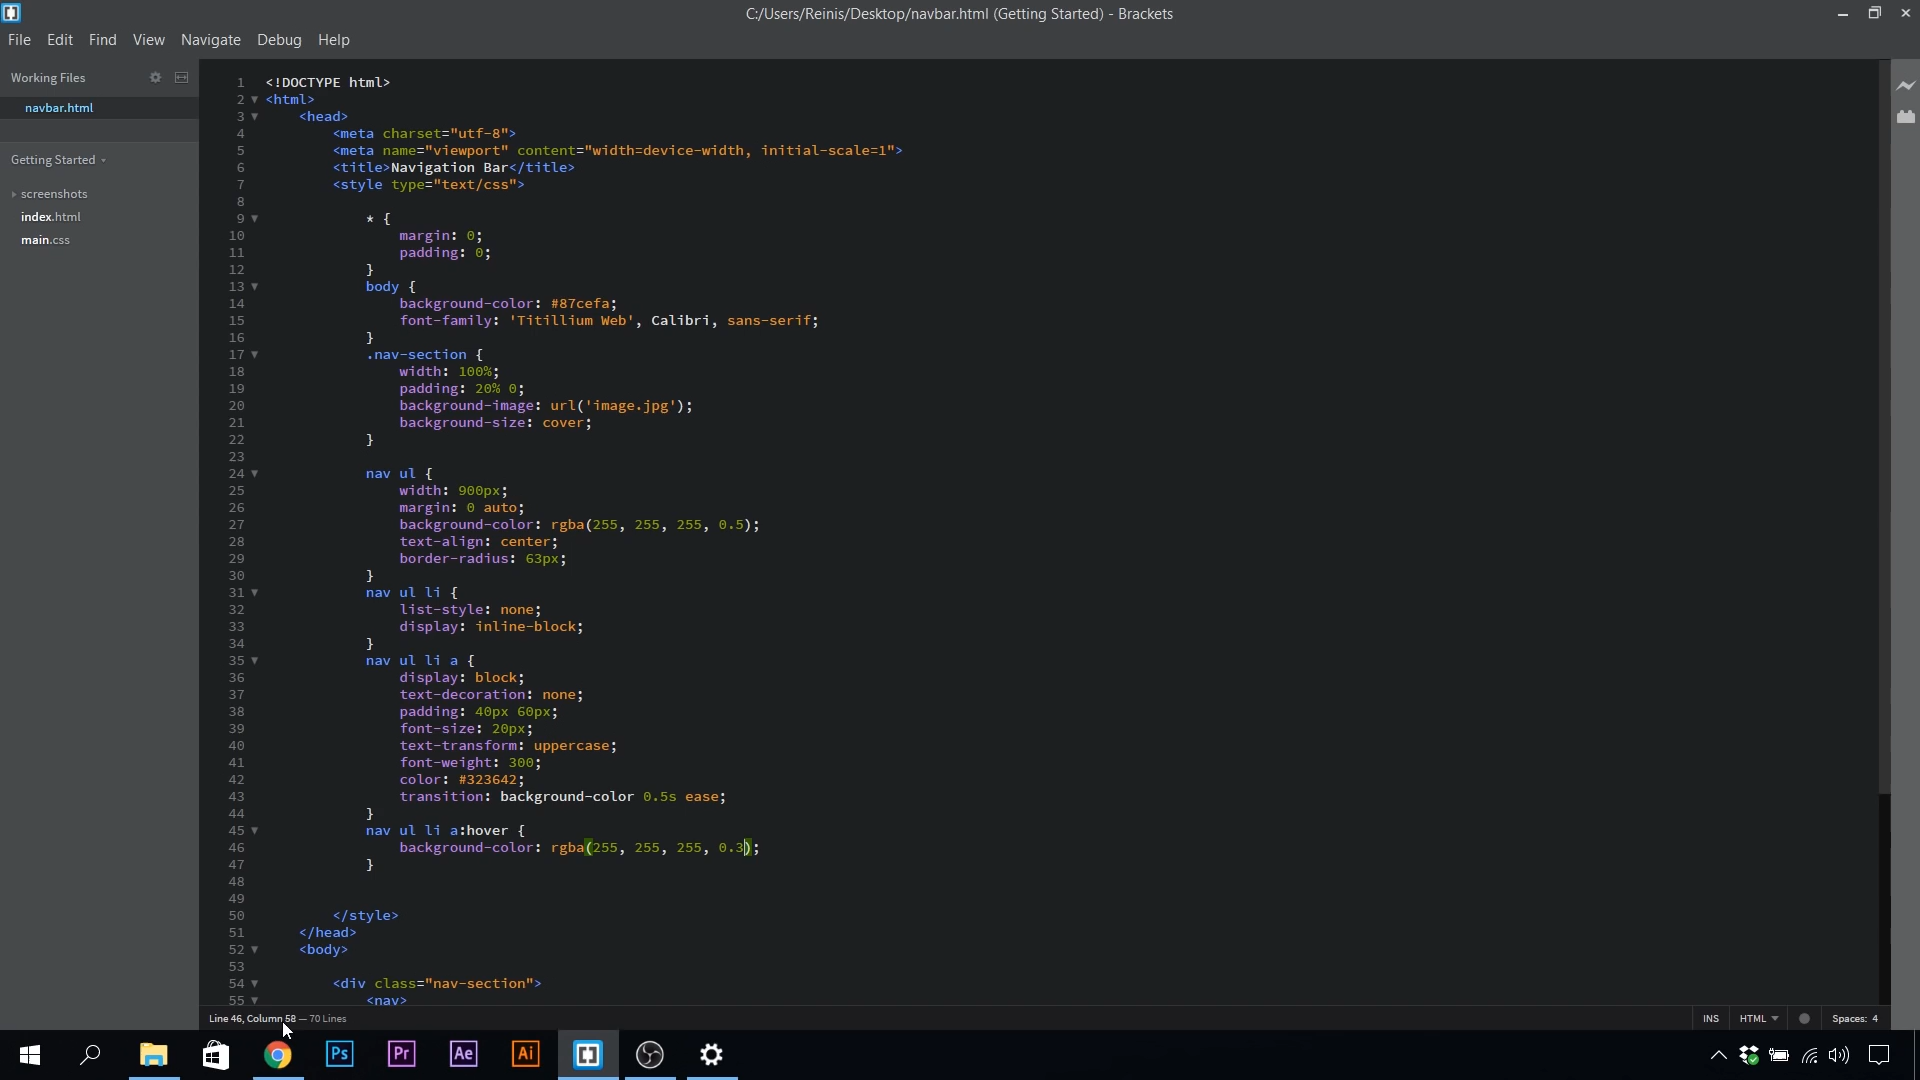 C:/Users/Reinis/Desktop/navbar.html (Getting Started) - Brackets
File Edit Find View Navigate Debug Help
Working Files
navbar.html
Getting Started
screenshots
index.html
main.css
1 <!DOCTYPE html>
2 <html>
3 <head>
4 <meta charset="utf-8">
5 <meta name="viewport" content="width=device-width, initial-scale=1">
6 <title>Navigation Bar</title>
7 <style type="text/css">
8
9 * {
10 margin: 0;
11 padding: 0;
12 }
13 body {
14 background-color: #87cefa;
15 font-family: 'Titillium Web', Calibri, sans-serif;
16 }
17 .nav-section {
18 width: 100%;
19 padding: 20% 0;
20 background-image: url('image.jpg');
21 background-size: cover;
22 }
23
24 nav ul {
25 width: 900px;
26 margin: 0 auto;
27 background-color: rgba(255, 255, 255, 0.5);
28 text-align: center;
29 border-radius: 63px;
30 }
31 nav ul li {
32 list-style: none;
33 display: inline-block;
34 }
35 nav ul li a {
36 display: block;
37 text-decoration: none;
38 padding: 40px 60px;
39 font-size: 20px;
40 text-transform: uppercase;
41 font-weight: 300;
42 color: #323642;
43 transition: background-color 0.5s ease;
44 }
45 nav ul li a:hover {
46 background-color: rgba(255, 255, 255, 0.3);
47 }
48
49
50 </style>
51 </head>
52 <body>
53
54 <div class="nav-section">
55 <nav>
Line 46, Column 58 — 70 Lines
INS HTML Spaces: 4
Ps Pr Ae Ai